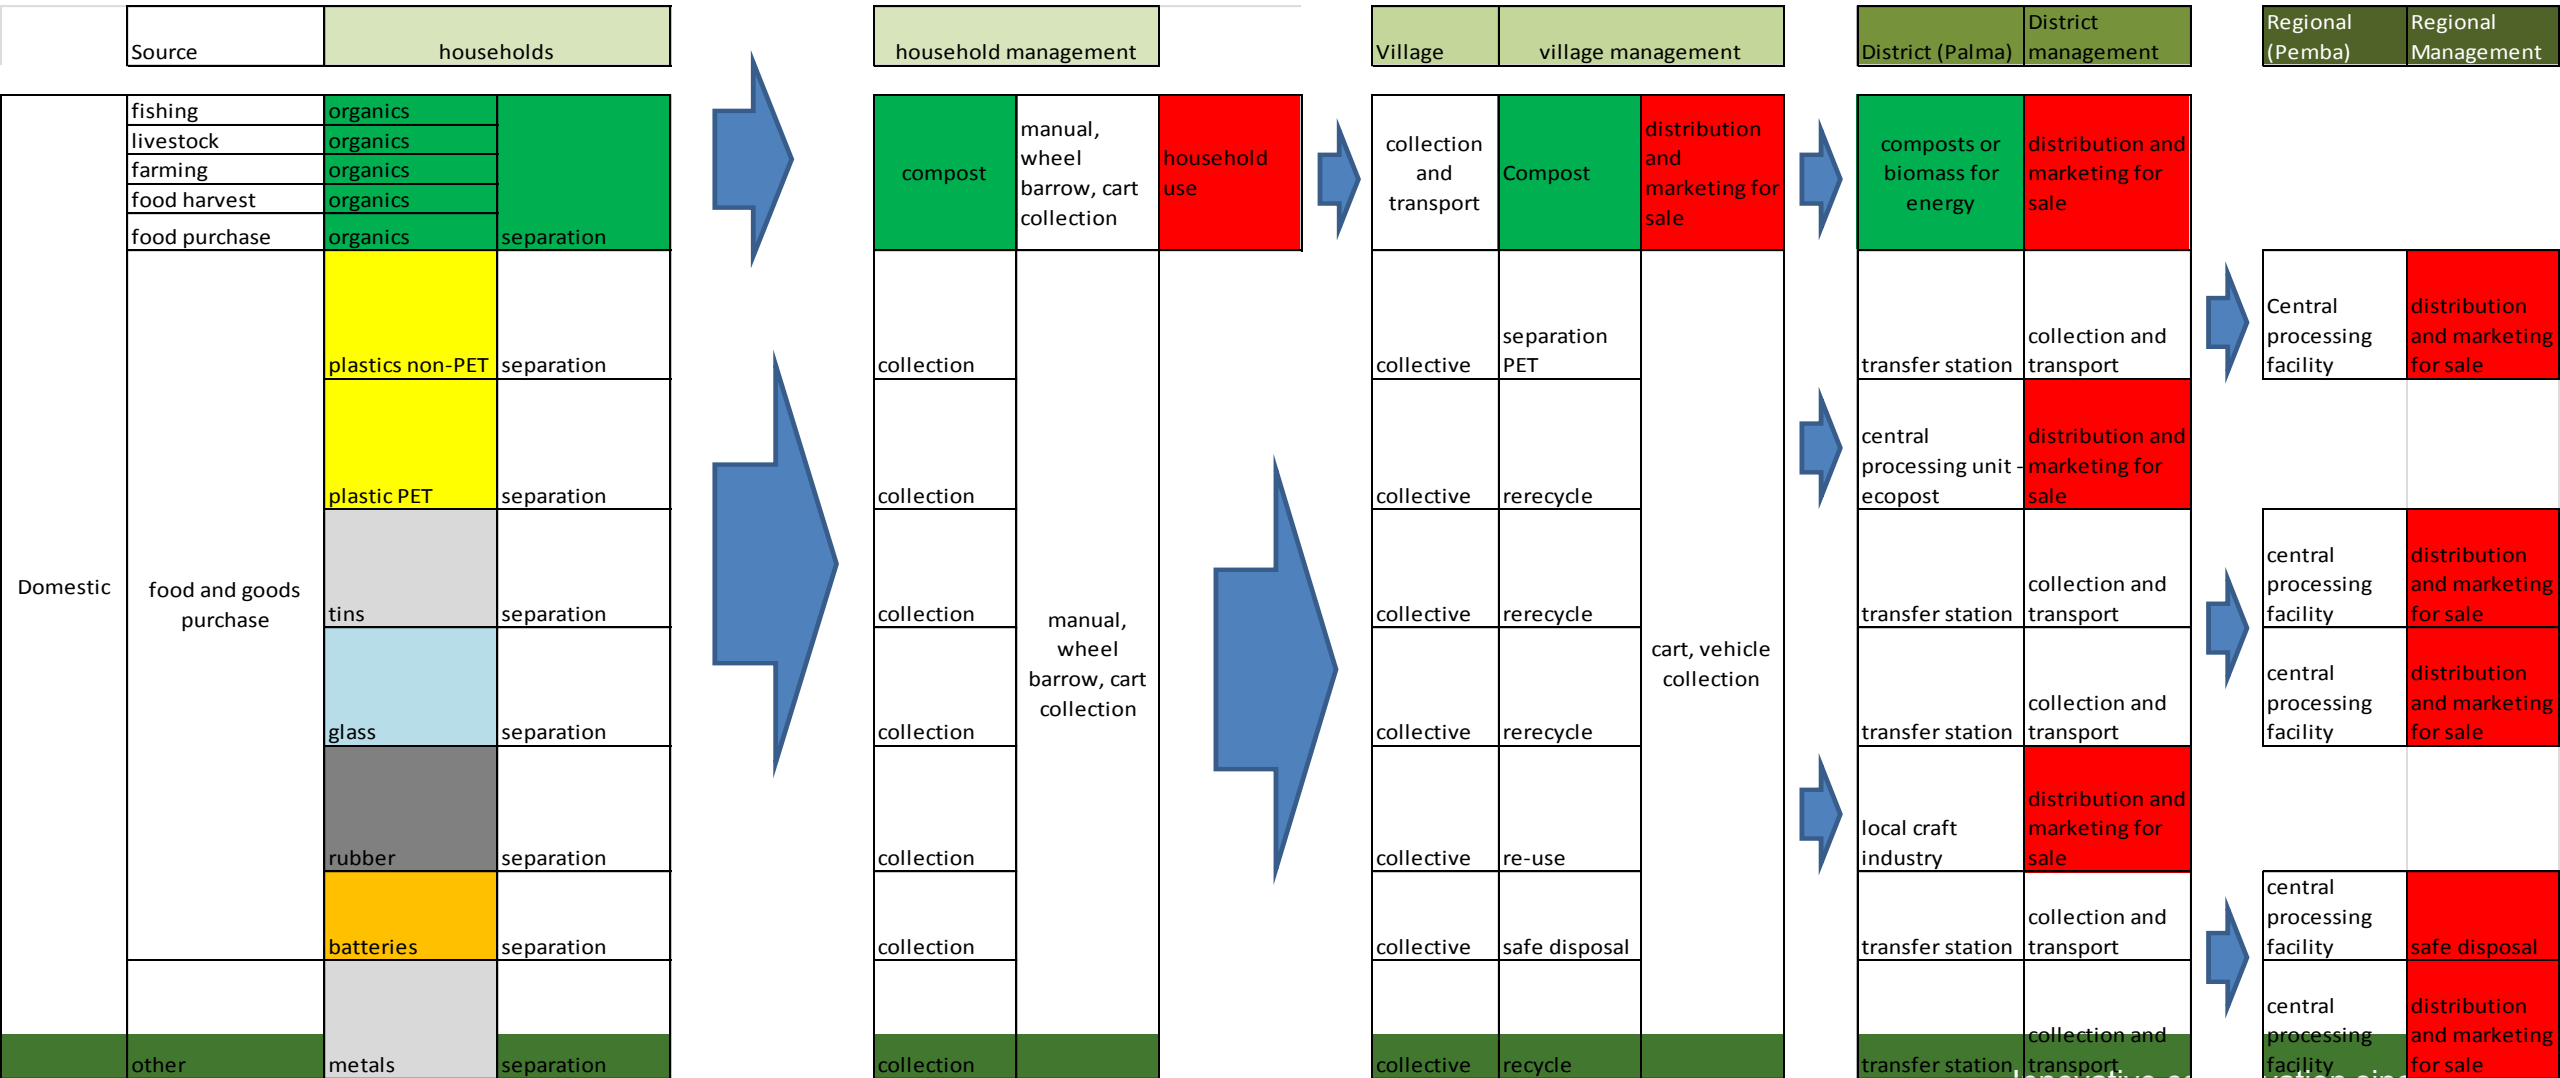 Source
households
household management
Village
village management
District (Palma)
District
management
Regional
(Pemba)
Regional
Management
Domestic
fishing
organics
livestock
organics
farming
organics
food harvest
organics
food purchase
organics
separation
compost
manual,
wheel
barrow, cart
collection
household
use
collection
and
transport
Compost
distribution
and
marketing for
sale
composts or
biomass for
energy
distribution and
marketing for
sale
food and goods
purchase
plastics non-PET
separation
collection
manual,
wheel
barrow, cart
collection
collective
separation
PET
cart, vehicle
collection
transfer station
collection and
transport
Central
processing
facility
distribution
and marketing
for sale
plastic PET
separation
collection
collective
rerecycle
central
processing unit -
ecopost
distribution and
marketing for
sale
tins
separation
collection
collective
rerecycle
transfer station
collection and
transport
central
processing
facility
distribution
and marketing
for sale
glass
separation
collection
collective
rerecycle
transfer station
collection and
transport
central
processing
facility
distribution
and marketing
for sale
rubber
separation
collection
collective
re-use
local craft
industry
distribution and
marketing for
sale
batteries
separation
collection
collective
safe disposal
transfer station
collection and
transport
central
processing
facility
safe disposal
other
metals
separation
collection
collective
recycle
transfer station
collection and
transport
central
processing
facility
distribution
and marketing
for sale